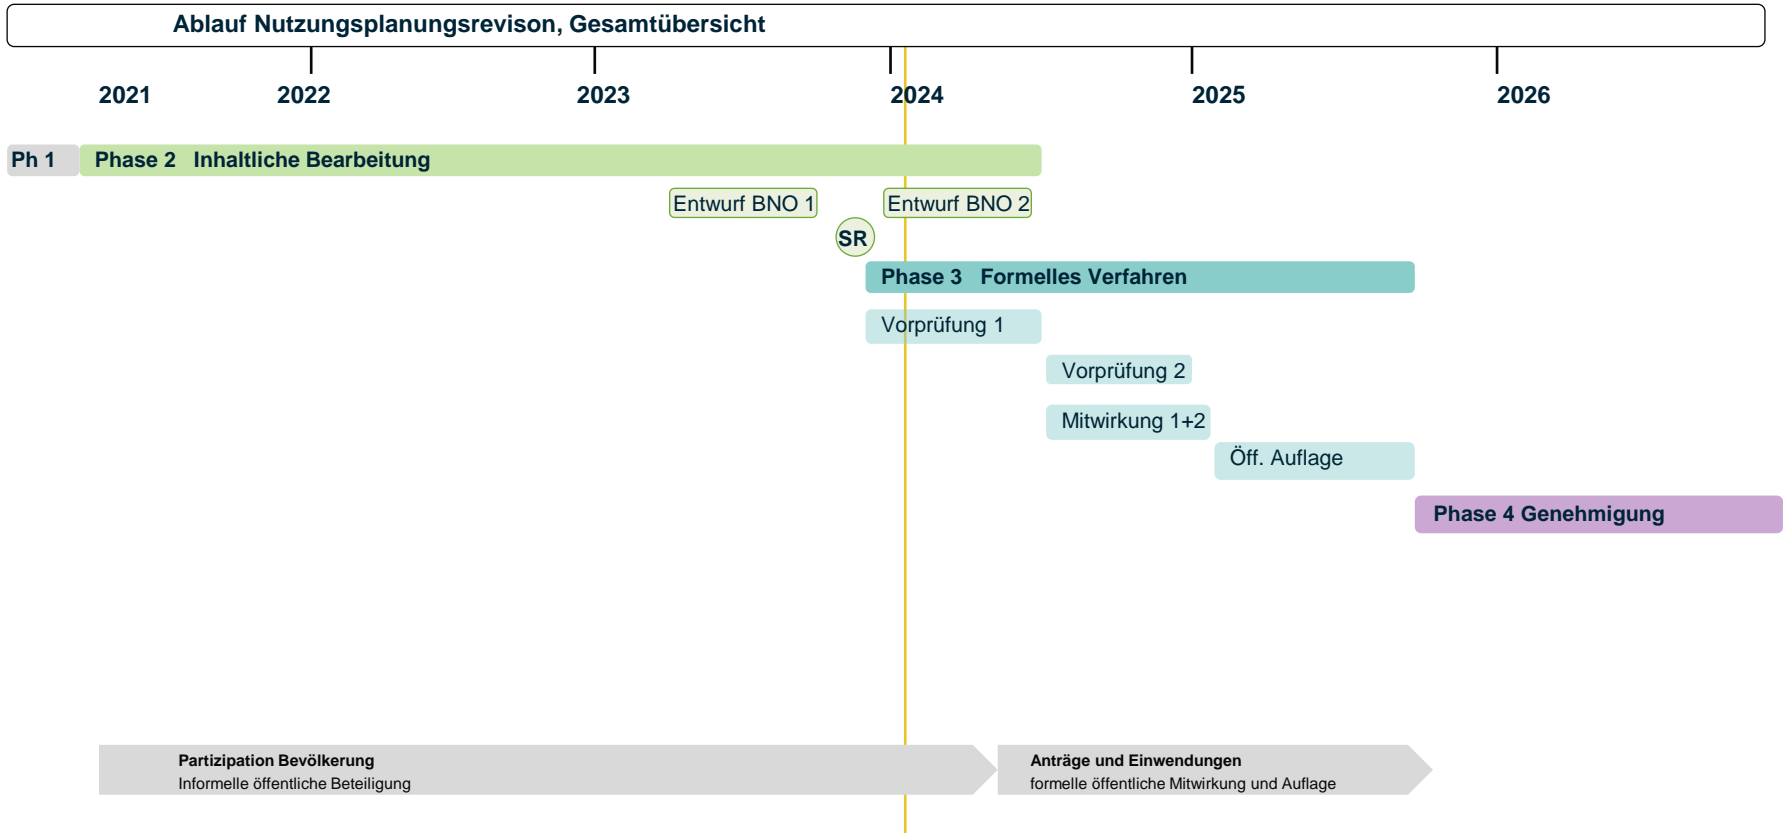 Ablauf Nutzungsplanungsrevison, Gesamtübersicht
2021 2022 2023 2024 2025 2026
Ph 1 Phase 2 Inhaltliche Bearbeitung
Entwurf BNO 1 Entwurf BNO 2
SR
Phase 3 Formelles Verfahren
Vorprüfung 1
Vorprüfung 2
Mitwirkung 1+2
Öff. Auflage
Phase 4 Genehmigung
Partizipation Bevölkerung
Informelle öffentliche Beteiligung
Anträge und Einwendungen
formelle öffentliche Mitwirkung und Auflage